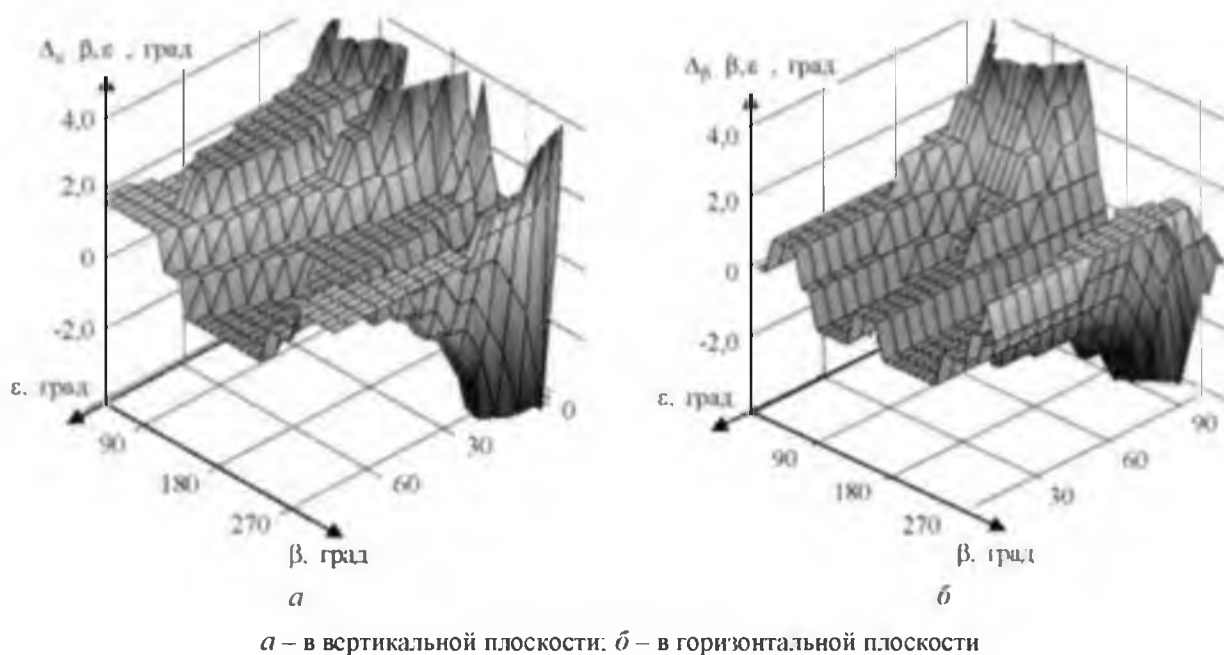 Δε β,ε , град
4,0
2,0
0
-2,0
ε, град
90
180
270
β, град
60
30
0
а
Δβ β,ε , град
4,0
2,0
0
-2,0
ε, град
90
180
270
β, град
30
60
90
б
а – в вертикальной плоскости; б – в горизонтальной плоскости